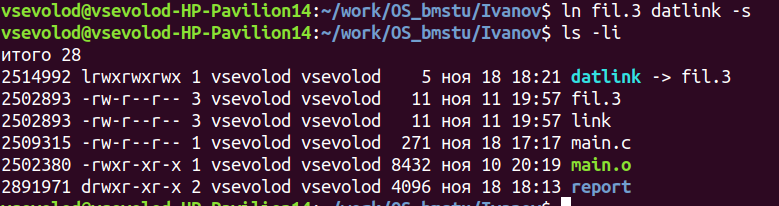 vsevolod@vsevolod-HP-Pavilion14:~/work/OS_bmstu/Ivanov$ ln fil.3 datlink -s
vsevolod@vsevolod-HP-Pavilion14:~/work/OS_bmstu/Ivanov$ ls -li
итого 28
2514992 lrwxrwxrwx 1 vsevolod vsevolod    5 ноя 18 18:21 datlink -> fil.3
2502893 -rw-r--r-- 3 vsevolod vsevolod   11 ноя 11 19:57 fil.3
2502893 -rw-r--r-- 3 vsevolod vsevolod   11 ноя 11 19:57 link
2509315 -rw-r--r-- 1 vsevolod vsevolod  271 ноя 18 17:17 main.c
2502380 -rwxr-xr-x 1 vsevolod vsevolod 8432 ноя 10 20:19 main.o
2891971 drwxr-xr-x 2 vsevolod vsevolod 4096 ноя 18 18:13 report
vsevolod@vsevolod-HP-Pavilion14:~/work/OS_bmstu/Ivanov$